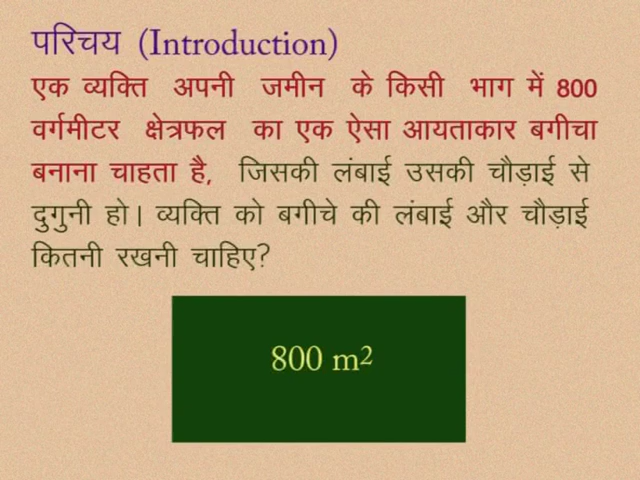 परिचय (Introduction)
एक व्यक्ति अपनी जमीन के किसी भाग में 800
वर्गमीटर क्षेत्रफल का एक ऐसा आयताकार बगीचा
बनाना चाहता है, जिसकी लंबाई उसकी चौड़ाई से
दुगुनी हो। व्यक्ति को बगीचे की लंबाई और चौड़ाई
कितनी रखनी चाहिए?
800 m²